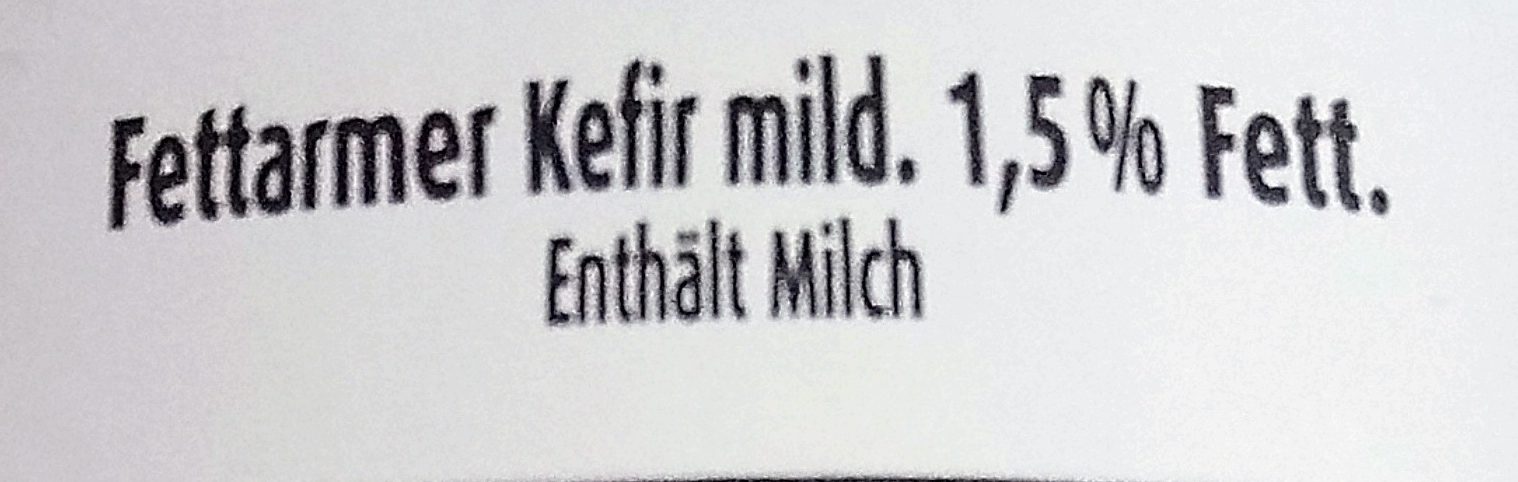 Fettarmer Kefir mild. 1,5% Fett.
Enthält Milch